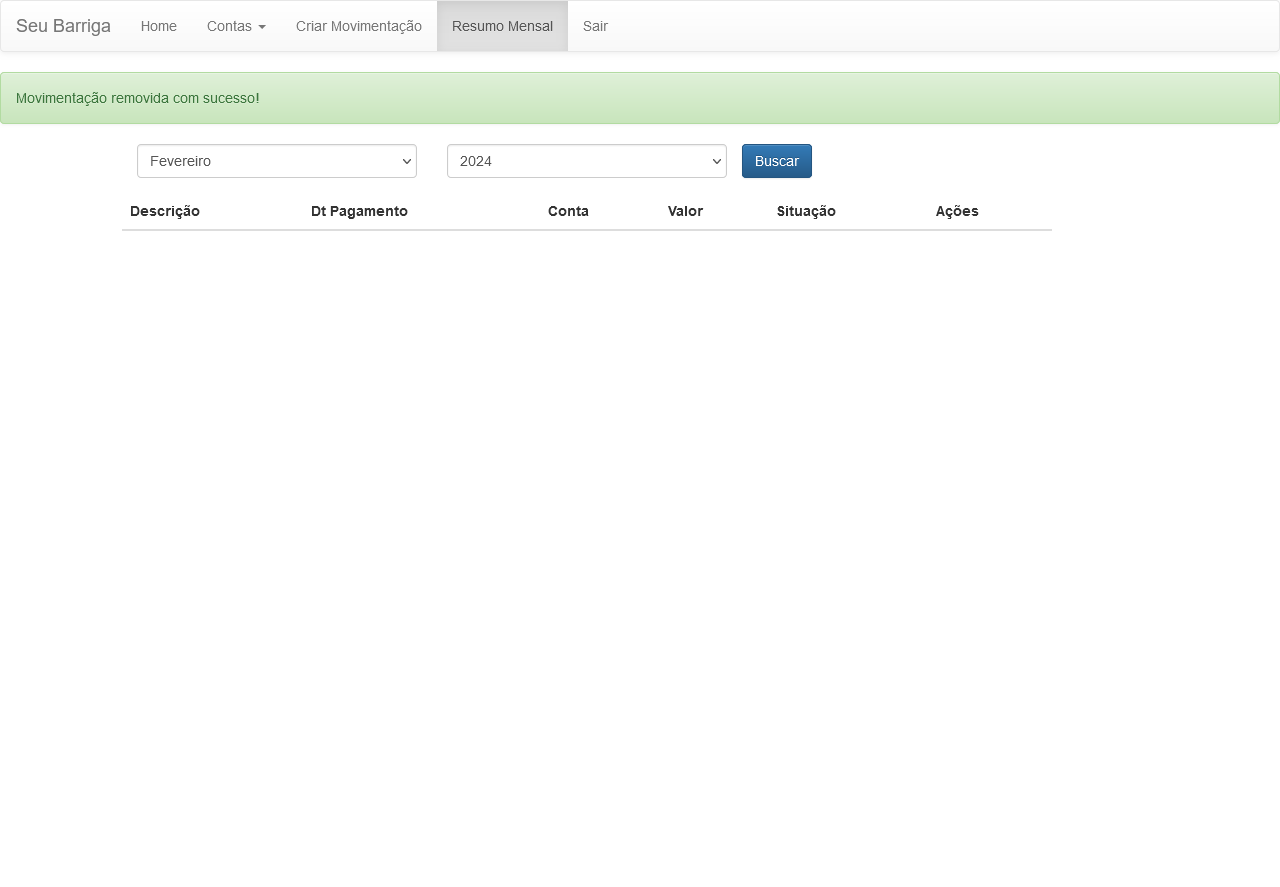 Seu Barriga Home Contas Criar Movimentação Resumo Mensal Sair
Movimentação removida com sucesso!
Fevereiro 2024 Buscar
Descrição Dt Pagamento Conta Valor Situação Ações